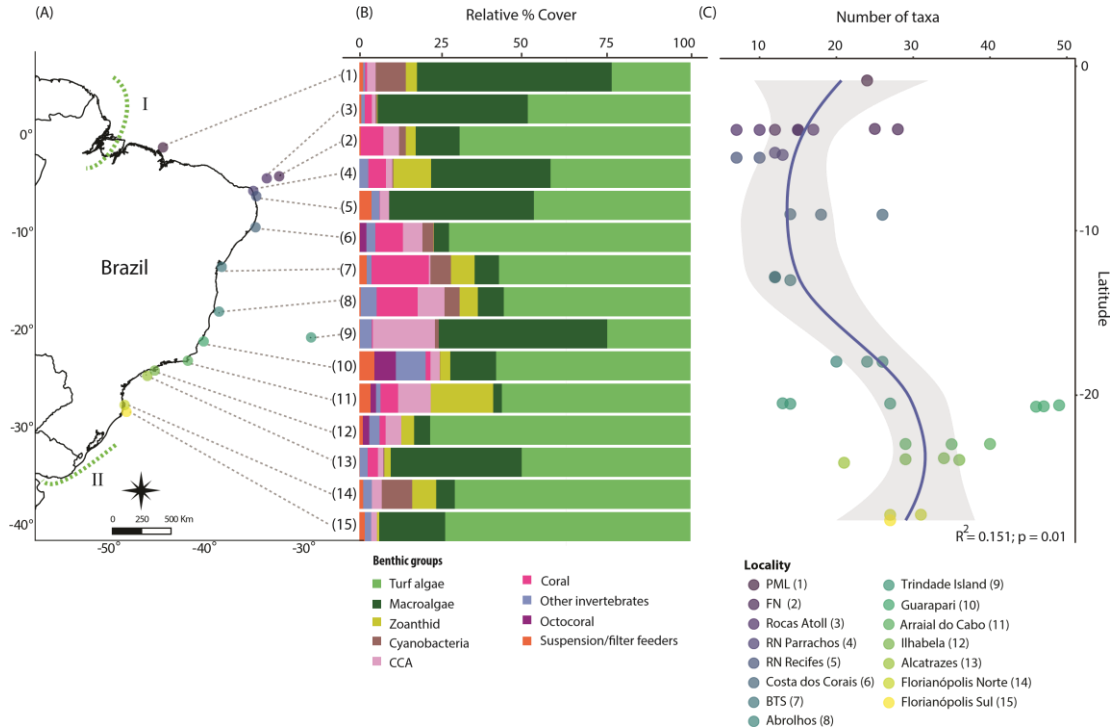 (A)
(B)
Relative % Cover
(C)
Number of taxa
0
25
50
75
100
10
20
30
40
50
I
0°
-10°
-20°
-30°
-40°
Brazil
II
0
250
500 Km
-50°
-40°
-30°
(1)
(3)
(2)
(4)
(5)
(6)
(7)
(8)
(9)
(10)
(11)
(12)
(13)
(14)
(15)
0
-10
-20
Latitude
R2= 0.151; p = 0.01
Benthic groups
Turf algae
Macroalgae
Zoanthid
Cyanobacteria
CCA
Coral
Other invertebrates
Octocoral
Suspension/filter feeders
Locality
PML (1)
FN (2)
Rocas Atoll (3)
RN Parrachos (4)
RN Recifes (5)
Costa dos Corais (6)
BTS (7)
Abrolhos (8)
Trindade Island (9)
Guarapari (10)
Arraial do Cabo (11)
Ilhabela (12)
Alcatrazes (13)
Florianópolis Norte (14)
Florianópolis Sul (15)